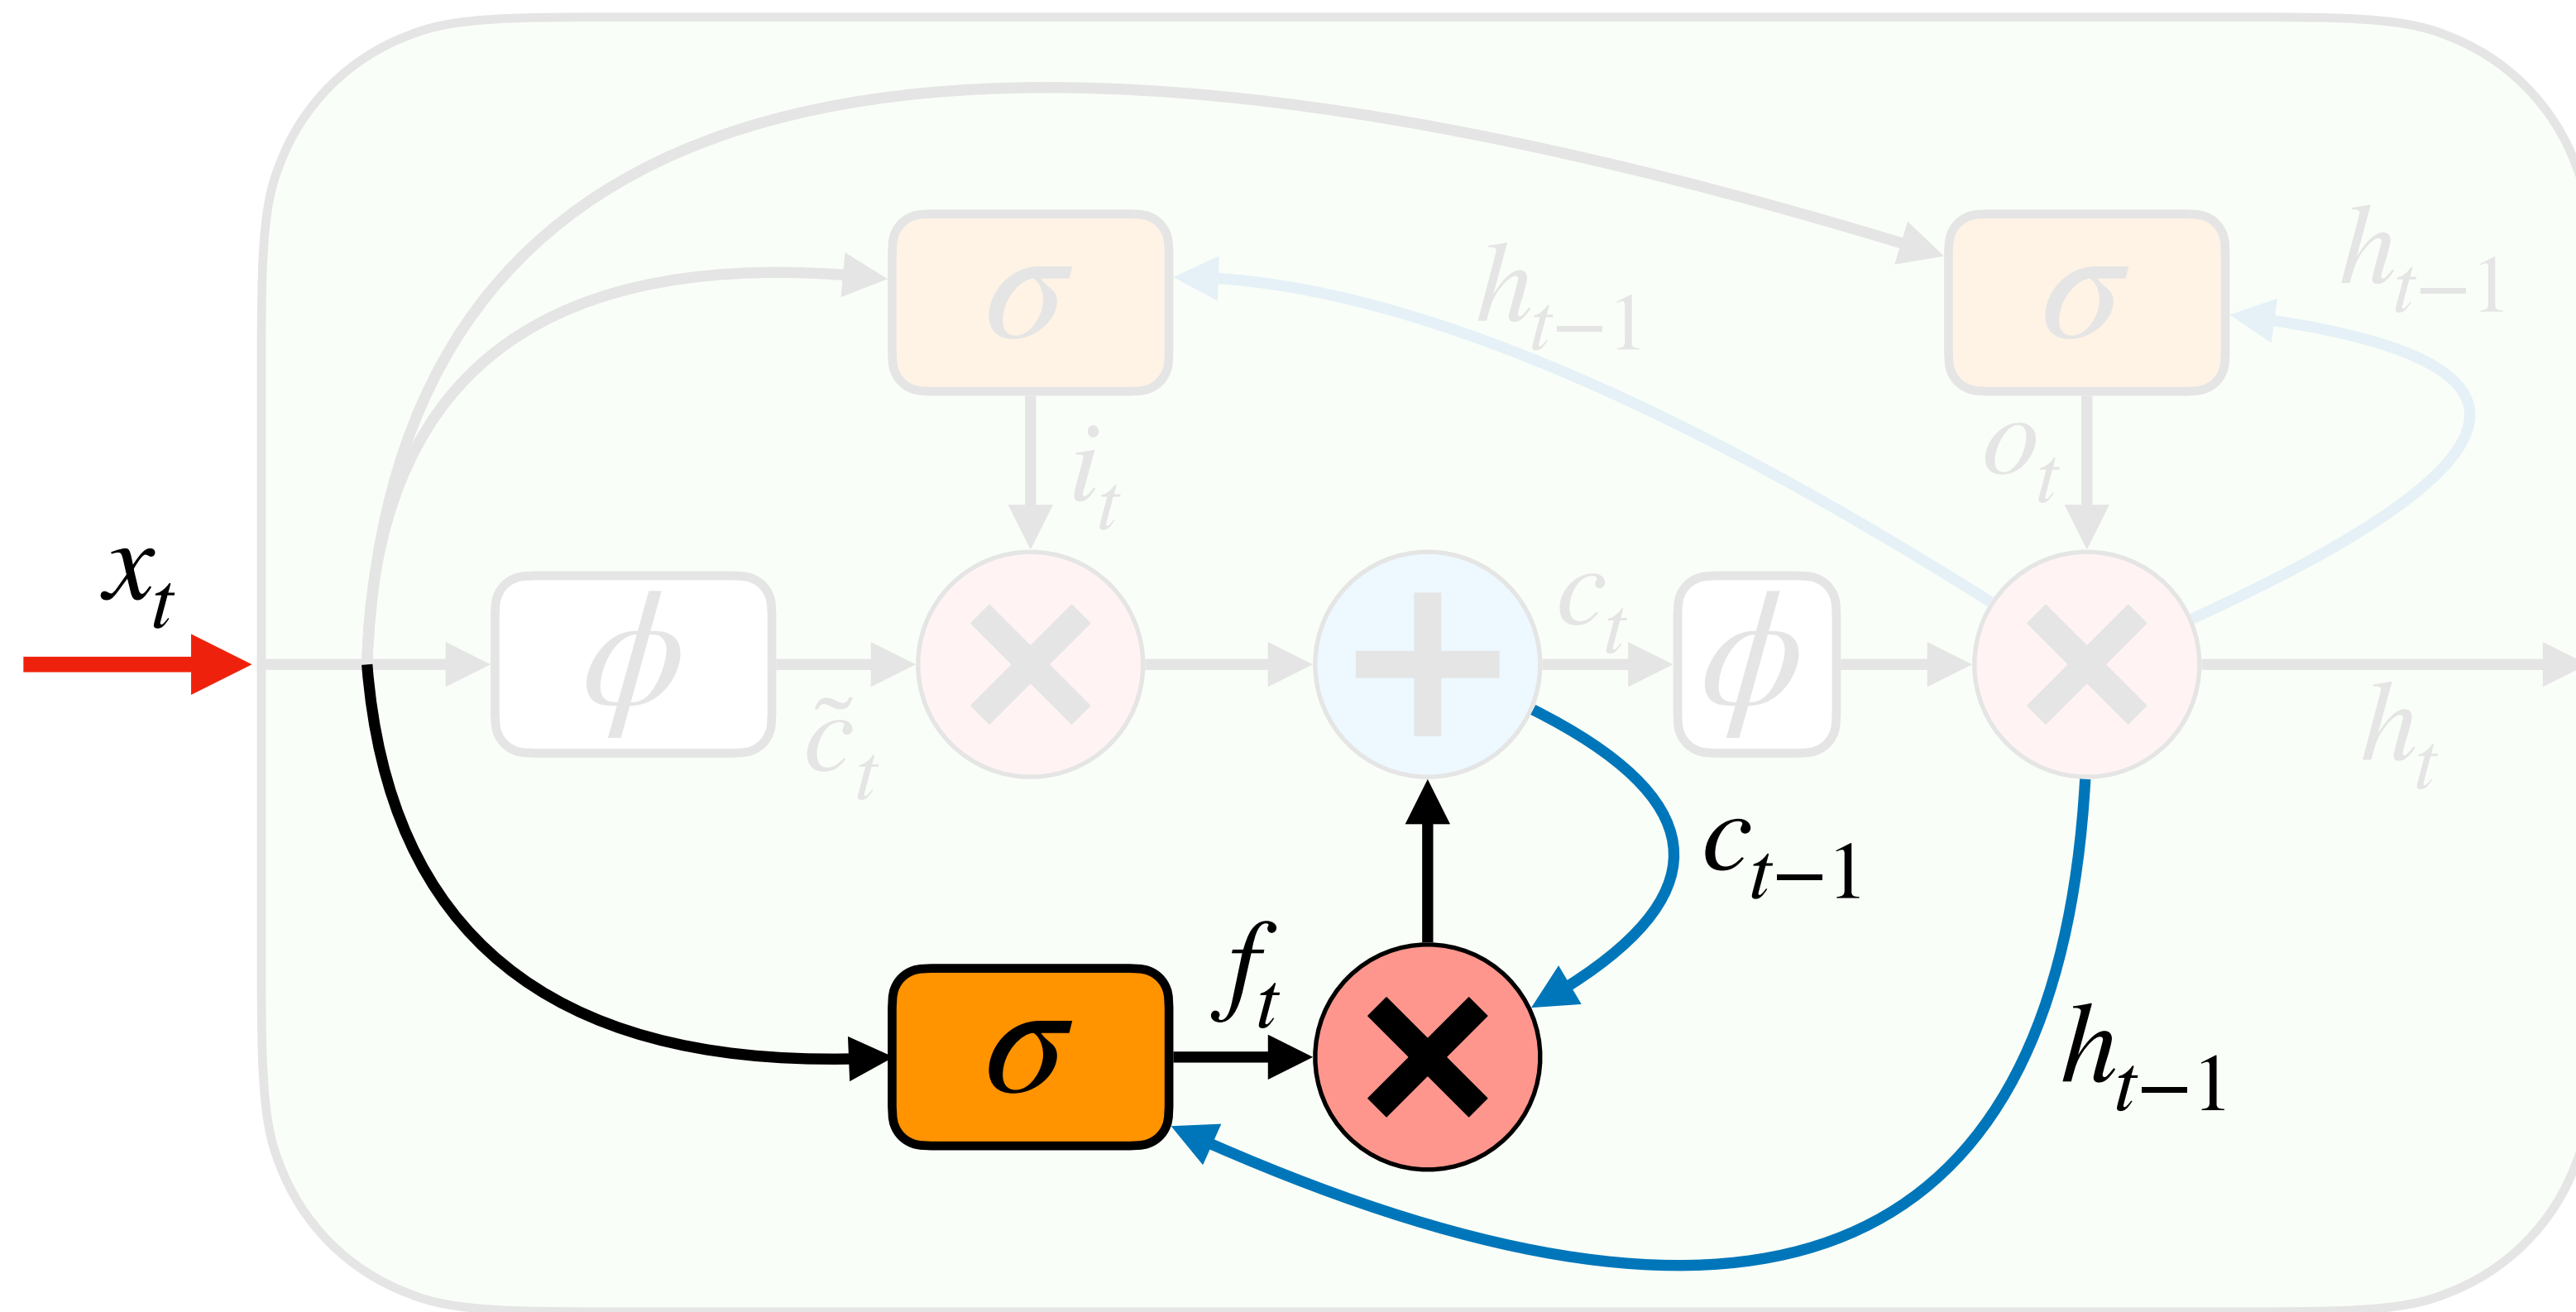 σ
σ
h_{t−1}
h_{t−1}
i_t
o_t
x_t
ϕ
×
+
c_t
ϕ
×
c̃_t
h_t
c_{t−1}
f_t
σ
×
h_{t−1}